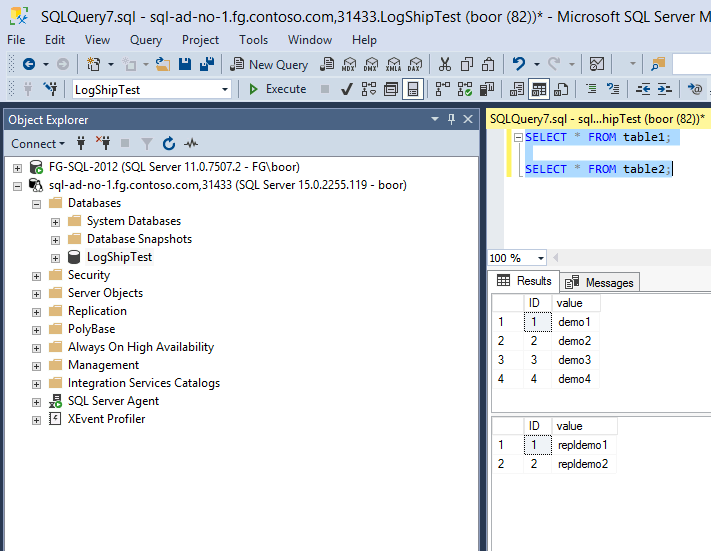 SQLQuery7.sql - sql-ad-no-1.fg.contoso.com,31433.LogShipTest (boor (82))* - Microsoft SQL Server M
File Edit View Query Project Tools Window Help
New Query MDX DMX XMLA DAX
LogShipTest Execute
Object Explorer
Connect
FG-SQL-2012 (SQL Server 11.0.7507.2 - FG\boor)
sql-ad-no-1.fg.contoso.com,31433 (SQL Server 15.0.2255.119 - boor)
Databases
System Databases
Database Snapshots
LogShipTest
Security
Server Objects
Replication
PolyBase
Always On High Availability
Management
Integration Services Catalogs
SQL Server Agent
XEvent Profiler
SQLQuery7.sql - sql...hipTest (boor (82))*
SELECT * FROM table1;
SELECT * FROM table2;
100 %
Results Messages
ID value
1 1 demo1
2 2 demo2
3 3 demo3
4 4 demo4
ID value
1 1 repldemo1
2 2 repldemo2